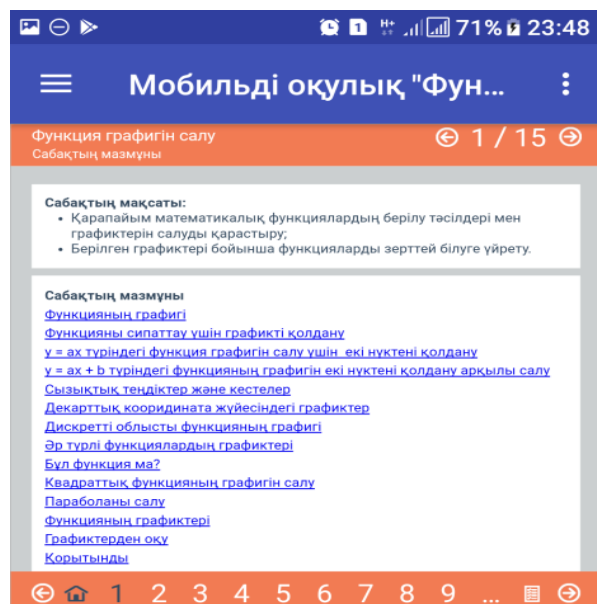 1 H+ 71% 23:48
Мобильді оқулық "Фун...
Функция графигін салу 1 / 15
Сабақтың мазмұны
Сабақтың мақсаты:
• Қарапайым математикалық функциялардың берілу тәсілдері мен
графиктерін салуды қарастыру;
• Берілген графиктері бойынша функцияларды зерттей білуге үйрету.
Сабақтың мазмұны
Функцияның графигі
Функцияны сипаттау үшін графикті қолдану
y = ax түріндегі функция графигін салу үшін екі нүктені қолдану
y = ax + b түріндегі функцияның графигін екі нүктені қолдану арқылы салу
Сызықтық теңдіктер және кестелер
Декарттық кооридината жүйесіндегі графиктер
Дискретті облысты функцияның графигі
Әр түрлі функциялардың графиктері
Бұл функция ма?
Квадраттық функцияның графигін салу
Параболаны салу
Функцияның графиктері
Графиктерден оқу
Қорытынды
1 2 3 4 5 6 7 8 9 ...